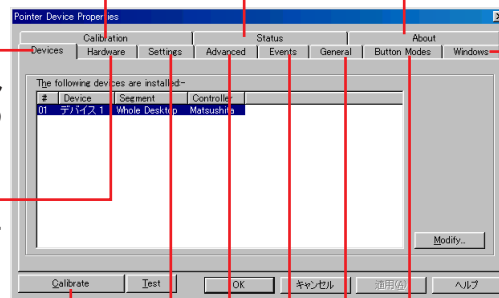 Pointer Device Properties
Calibration Status About
Devices Hardware Settings Advanced Events General Button Modes Windows
The following devices are installed:-
# Device Segment Controller
01 デバイス 1 Whole Desktop Matsushita
Modify...
Calibrate Test OK キャンセル 適用(A) ヘルプ